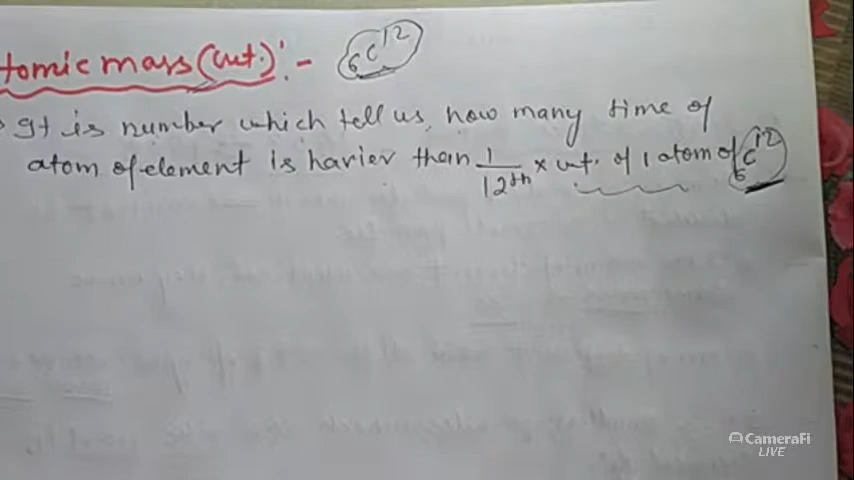 tomic mass (wt.):- ₆C¹²
It is number which tell us, how many time of
atom of element is havier than 1/12th × wt. of 1 atom of ₆C¹²
CameraFi
LIVE